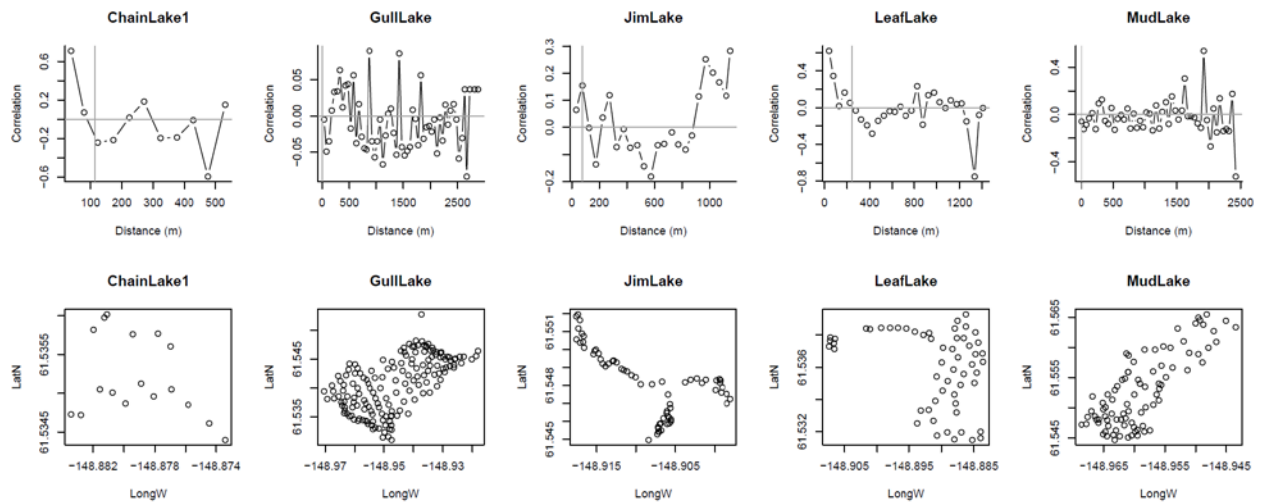 ChainLake1 GullLake JimLake LeafLake MudLake
Correlation
-0.6 -0.2 0.2 0.6
100 200 300 400 500
Distance (m)
Correlation
-0.05 0.05
0 500 1500 2500
Distance (m)
Correlation
-0.2 0.0 0.1 0.2 0.3
0 200 600 1000
Distance (m)
Correlation
-0.8 -0.4 0.0 0.4
0 400 800 1200
Distance (m)
Correlation
-0.4 0.0 0.4
0 500 1500 2500
Distance (m)
ChainLake1 GullLake JimLake LeafLake MudLake
LatN
61.5345 61.5355
-148.882 -148.878 -148.874
LongW
LatN
61.535 61.545
-148.97 -148.95 -148.93
LongW
LatN
61.545 61.548 61.551
-148.915 -148.905
LongW
LatN
61.532 61.536
-148.905 -148.895 -148.885
LongW
LatN
61.545 61.555 61.565
-148.965 -148.955 -148.945
LongW